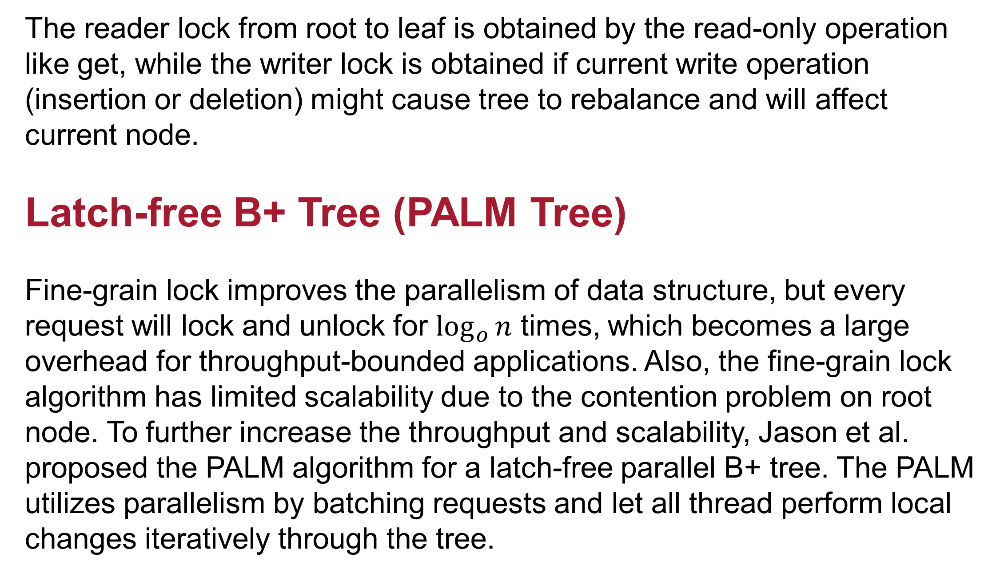 The reader lock from root to leaf is obtained by the read-only operation
like get, while the writer lock is obtained if current write operation
(insertion or deletion) might cause tree to rebalance and will affect
current node.
Latch-free B+ Tree (PALM Tree)
Fine-grain lock improves the parallelism of data structure, but every
request will lock and unlock for logₒ n times, which becomes a large
overhead for throughput-bounded applications. Also, the fine-grain lock
algorithm has limited scalability due to the contention problem on root
node. To further increase the throughput and scalability, Jason et al.
proposed the PALM algorithm for a latch-free parallel B+ tree. The PALM
utilizes parallelism by batching requests and let all thread perform local
changes iteratively through the tree.